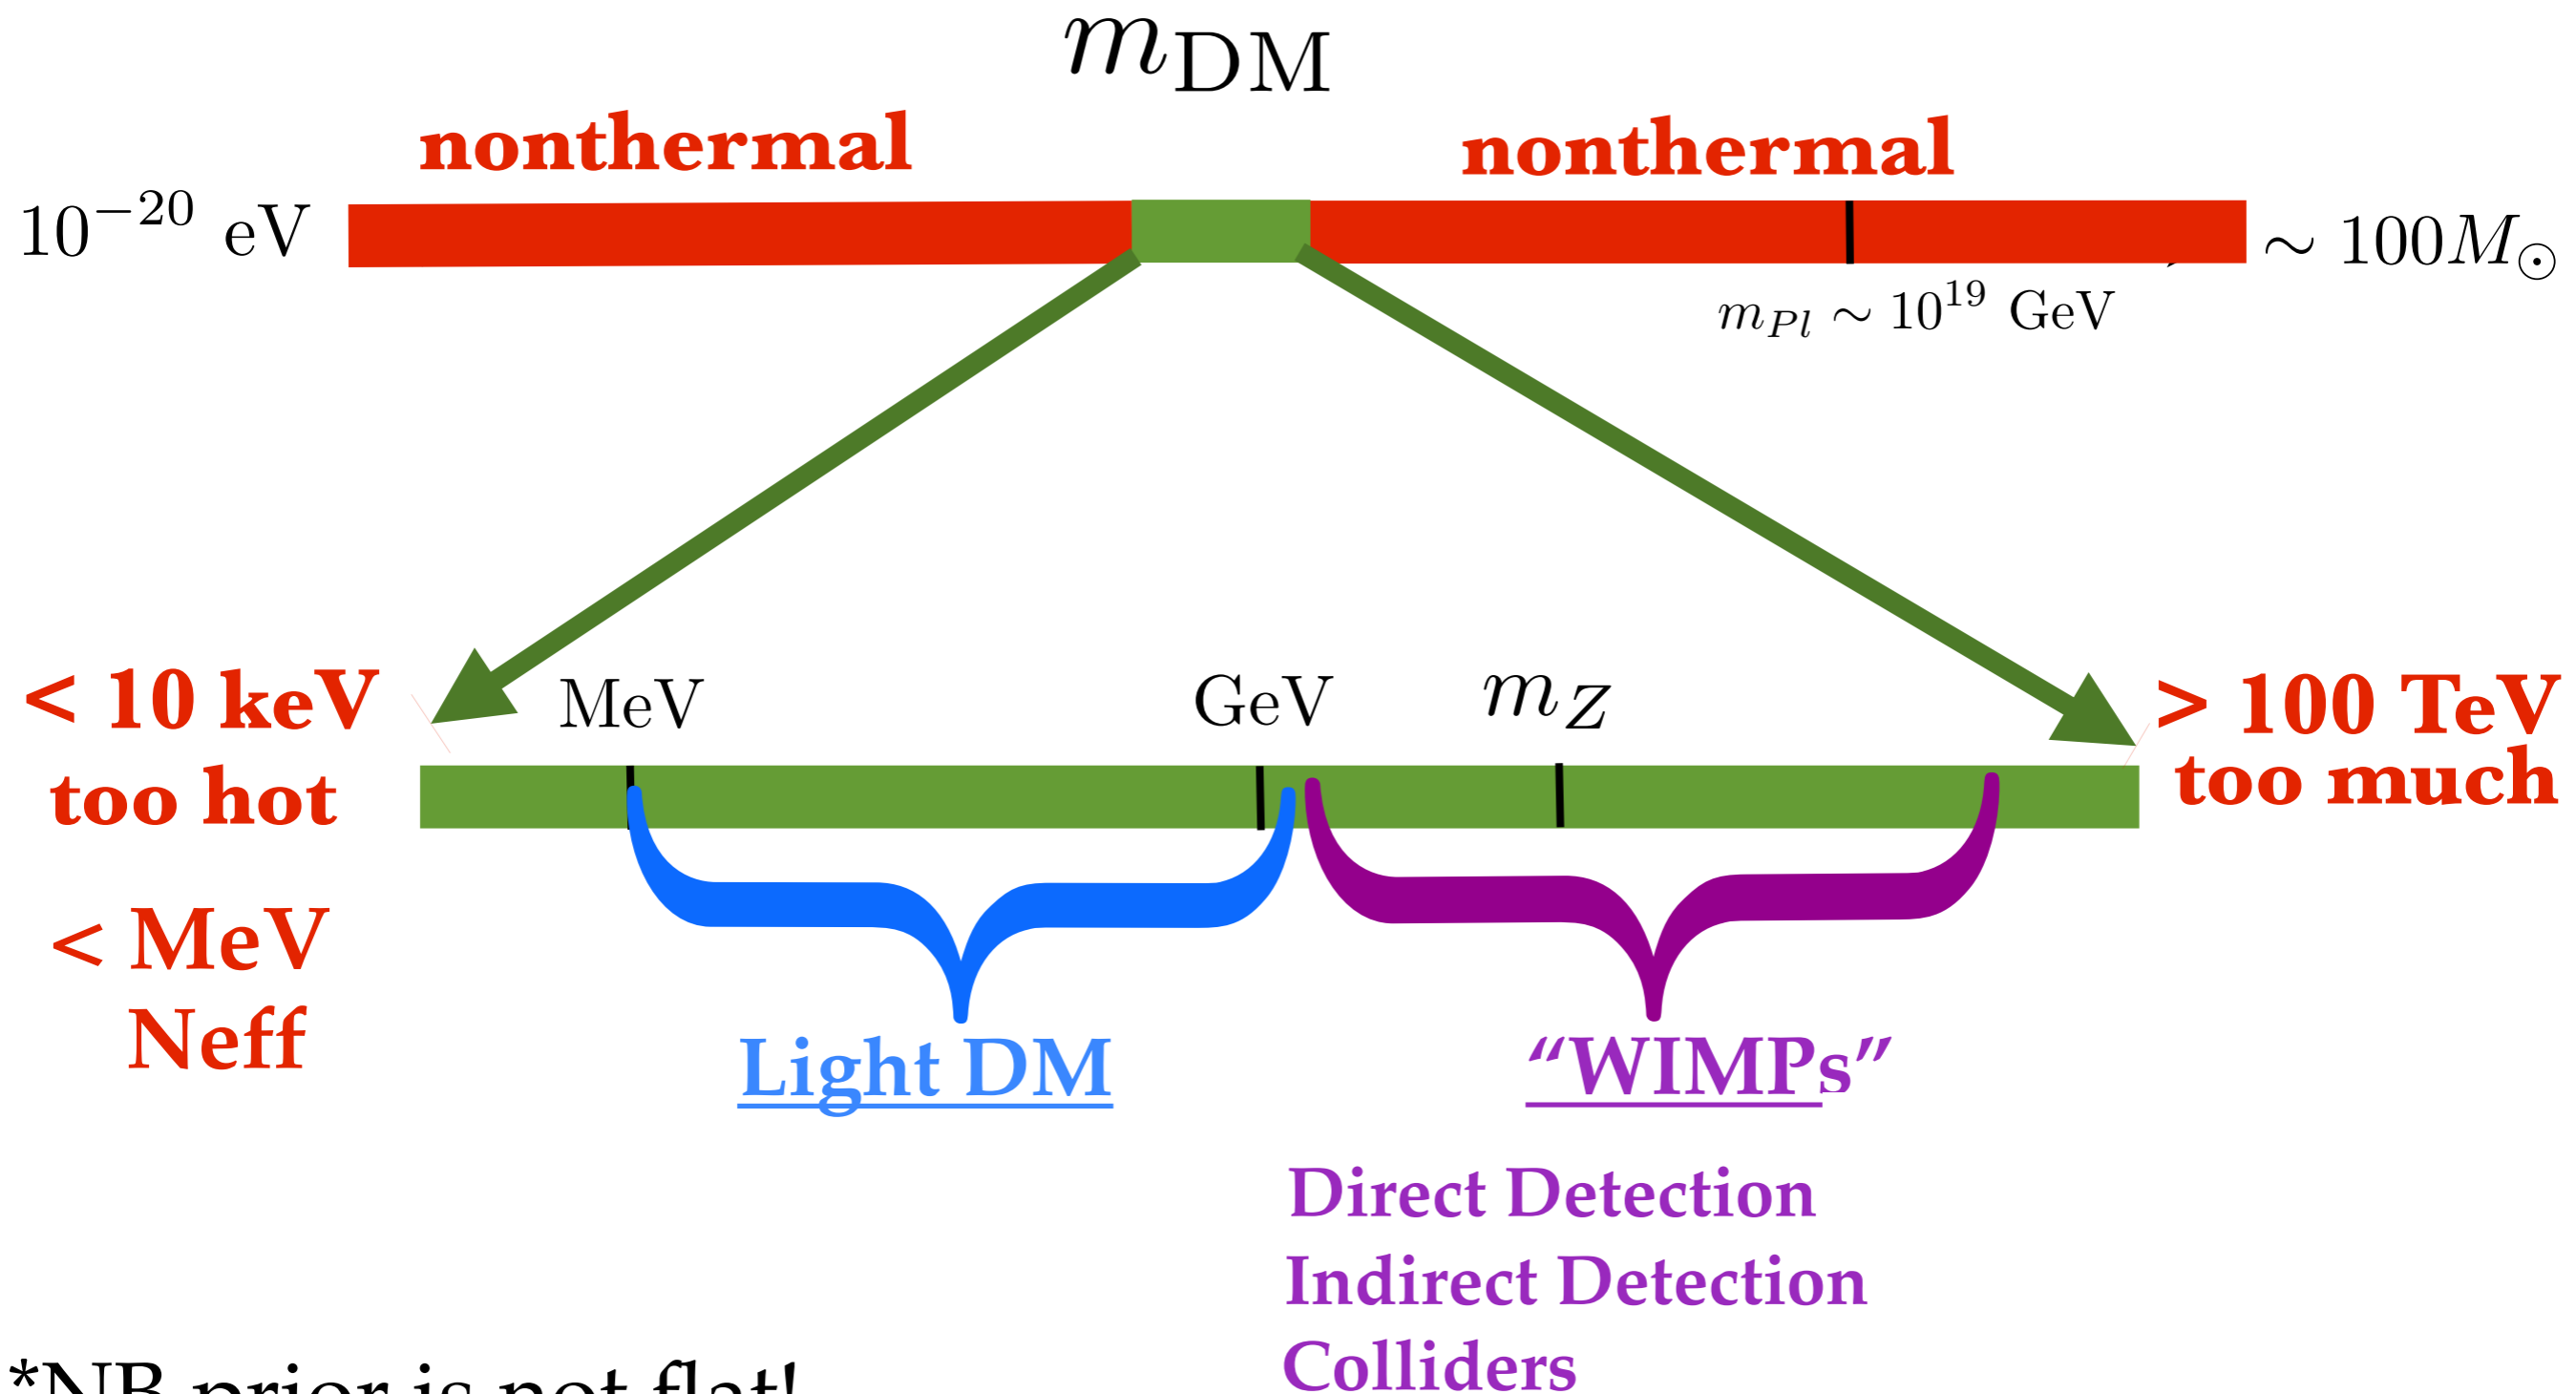 m_DM
nonthermal nonthermal
10^−20 eV
∼ 100M_⊙
m_Pl ∼ 10^19 GeV
< 10 keV
too hot
MeV GeV m_Z
> 100 TeV
too much
< MeV
Neff
Light DM
“WIMPs”
Direct Detection
Indirect Detection
Colliders
*NB prior is not flat!